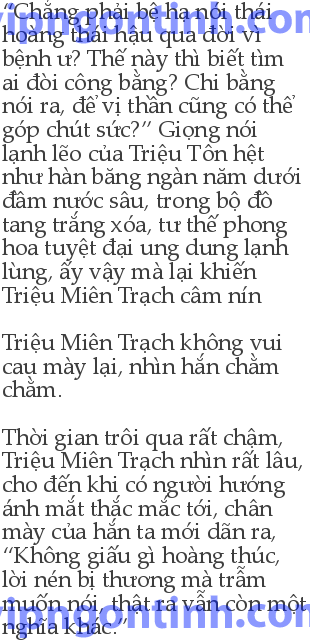 “Chẳng phải bệ hạ nói thái
hoàng thái hậu qua đời vì
bệnh ư? Thế này thì biết tìm
ai đòi công bằng? Chi bằng
nói ra, để vị thần cũng có thể
góp chút sức?” Giọng nói
lạnh lẽo của Triệu Tôn hệt
như hàn băng ngàn năm dưới
đầm nước sâu, trong bộ đồ
tang trắng xóa, tư thế phong
hoa tuyệt đại ung dung lạnh
lùng, ấy vậy mà lại khiến
Triệu Miên Trạch câm nín
Triệu Miên Trạch không vui
cau mày lại, nhìn hắn chằm
chằm.
Thời gian trôi qua rất chậm,
Triệu Miên Trạch nhìn rất lâu,
cho đến khi có người hướng
ánh mắt thắc mắc tới, chân
mày của hắn ta mới dãn ra,
“Không giấu gì hoàng thúc,
lời nén bị thương mà trẫm
muốn nói, thật ra vẫn còn một
nghĩa khác.”
vipngontinh.com
vipngontinh.com